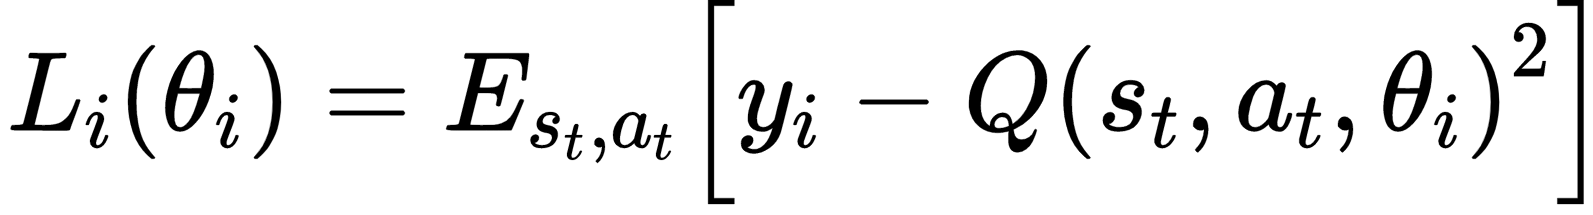 L_i(θ_i) = E_{s_t,a_t} [ y_i − Q(s_t, a_t, θ_i)^2 ]